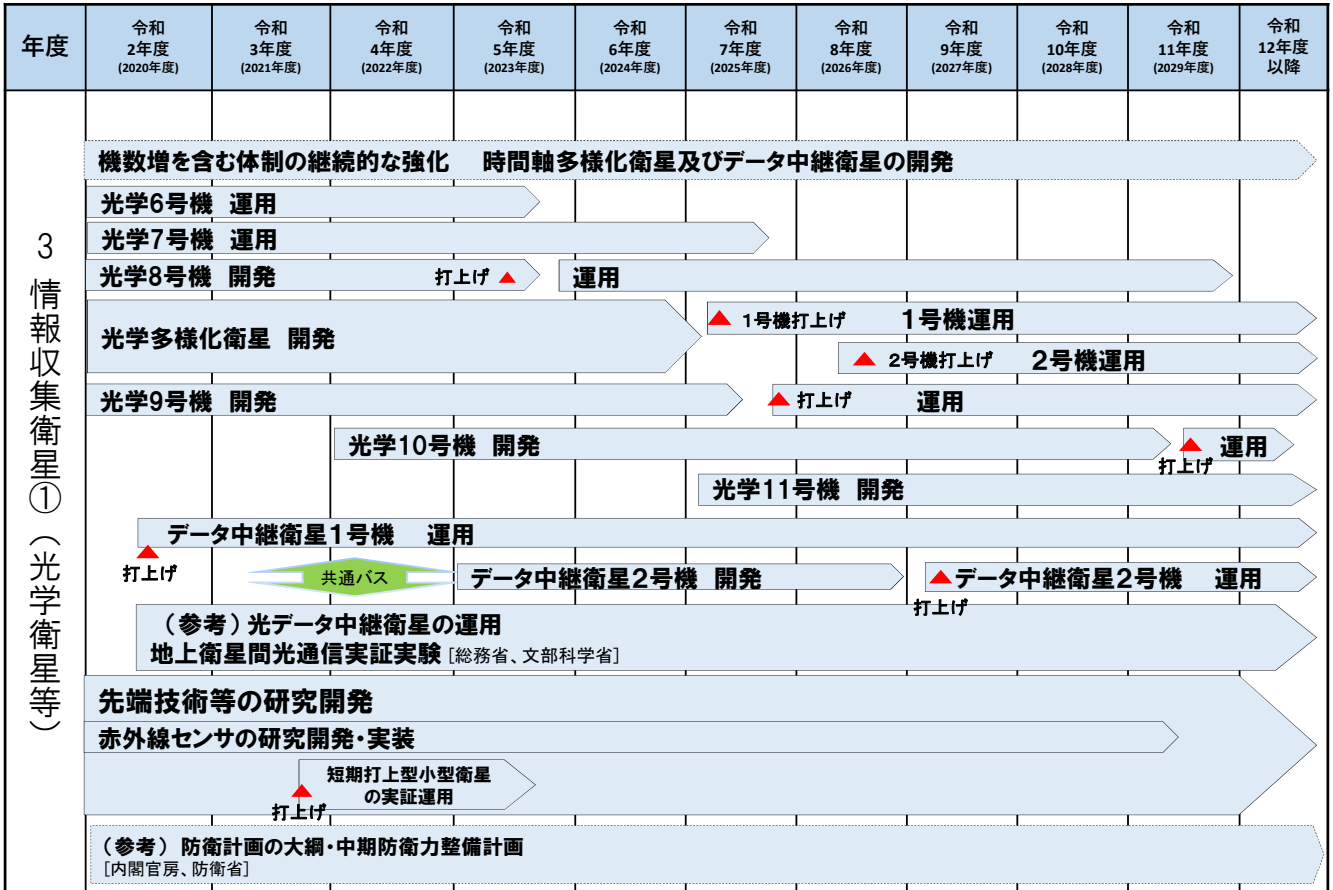 年度
令和
2年度
(2020年度)
令和
3年度
(2021年度)
令和
4年度
(2022年度)
令和
5年度
(2023年度)
令和
6年度
(2024年度)
令和
7年度
(2025年度)
令和
8年度
(2026年度)
令和
9年度
(2027年度)
令和
10年度
(2028年度)
令和
11年度
(2029年度)
令和
12年度
以降
3 情報収集衛星①（光学衛星等）
機数増を含む体制の継続的な強化 時間軸多様化衛星及びデータ中継衛星の開発
光学6号機 運用
光学7号機 運用
光学8号機 開発 打上げ 運用
光学多様化衛星 開発
1号機打上げ 1号機運用
2号機打上げ 2号機運用
光学9号機 開発 打上げ 運用
光学10号機 開発 運用
打上げ
光学11号機 開発
データ中継衛星1号機 運用
打上げ
共通バス データ中継衛星2号機 開発 データ中継衛星2号機 運用
打上げ
（参考）光データ中継衛星の運用
地上衛星間光通信実証実験 [総務省、文部科学省]
先端技術等の研究開発
赤外線センサの研究開発・実装
短期打上型小型衛星
の実証運用
打上げ
（参考）防衛計画の大綱・中期防衛力整備計画
[内閣官房、防衛省]